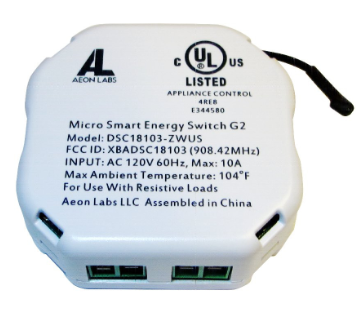 AL
AEON LABS
C UL US
LISTED
APPLIANCE CONTROL
4RE8
E344580
Micro Smart Energy Switch G2
Model: DSC18103-ZWUS
FCC ID: XBADSC18103 (908.42MHz)
INPUT: AC 120V 60Hz, Max: 10A
Max Ambient Temperature: 104°F
For Use With Resistive Loads
Aeon Labs LLC Assembled in China